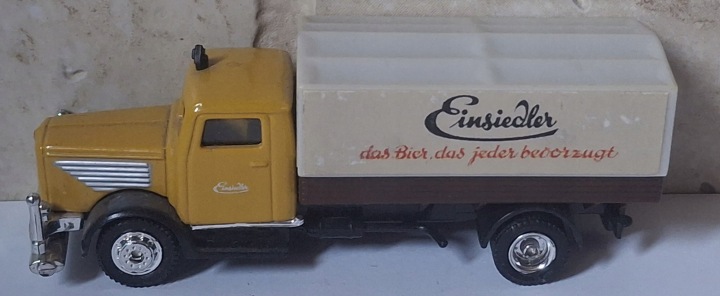 Einsiedler
das Bier, das jeder bevorzugt
Einsiedler